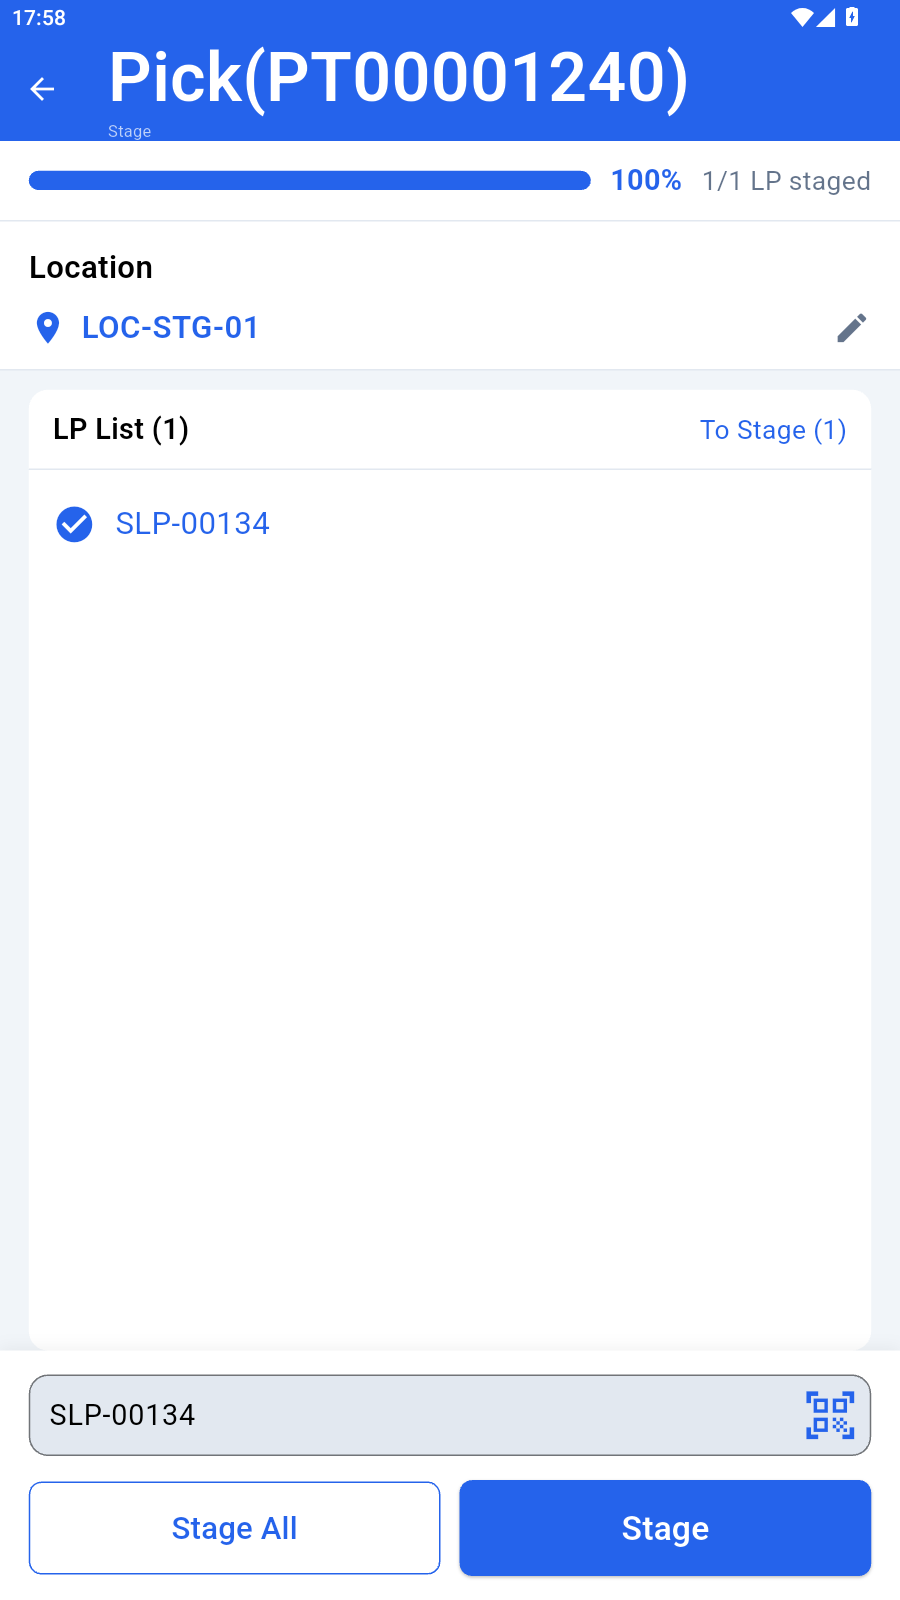 17:58
Pick(PT00001240)
Stage
100% 1/1 LP staged
Location
LOC-STG-01
LP List (1) To Stage (1)
SLP-00134
SLP-00134
Stage All Stage